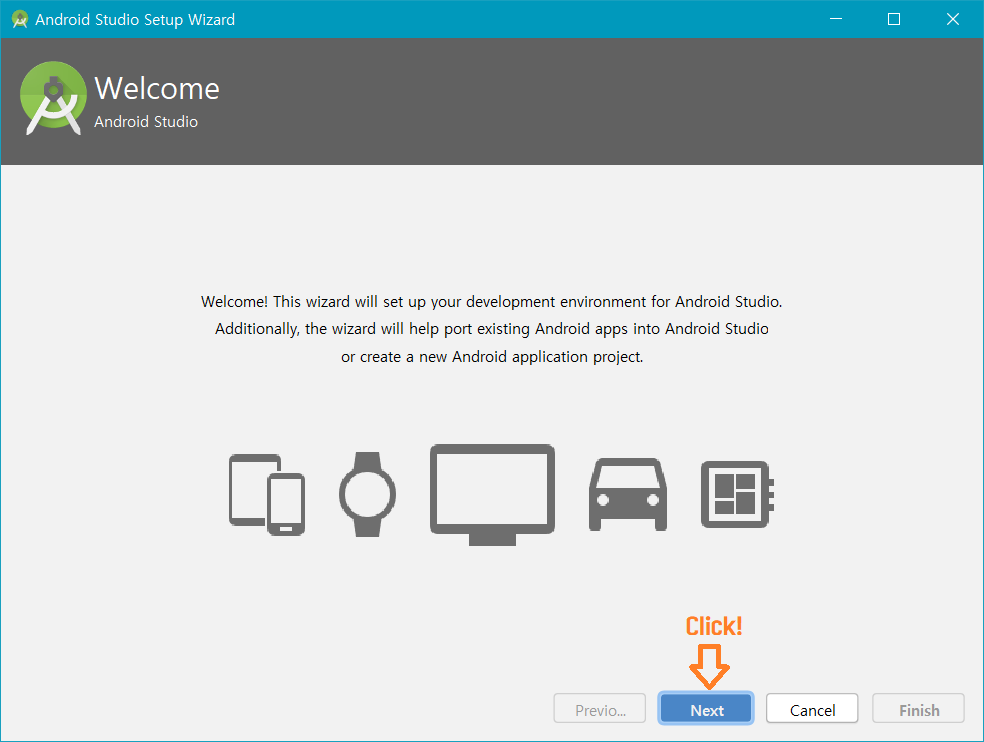 Android Studio Setup Wizard
Welcome
Android Studio
Welcome! This wizard will set up your development environment for Android Studio.
Additionally, the wizard will help port existing Android apps into Android Studio
or create a new Android application project.
Click!
Previo... Next Cancel Finish